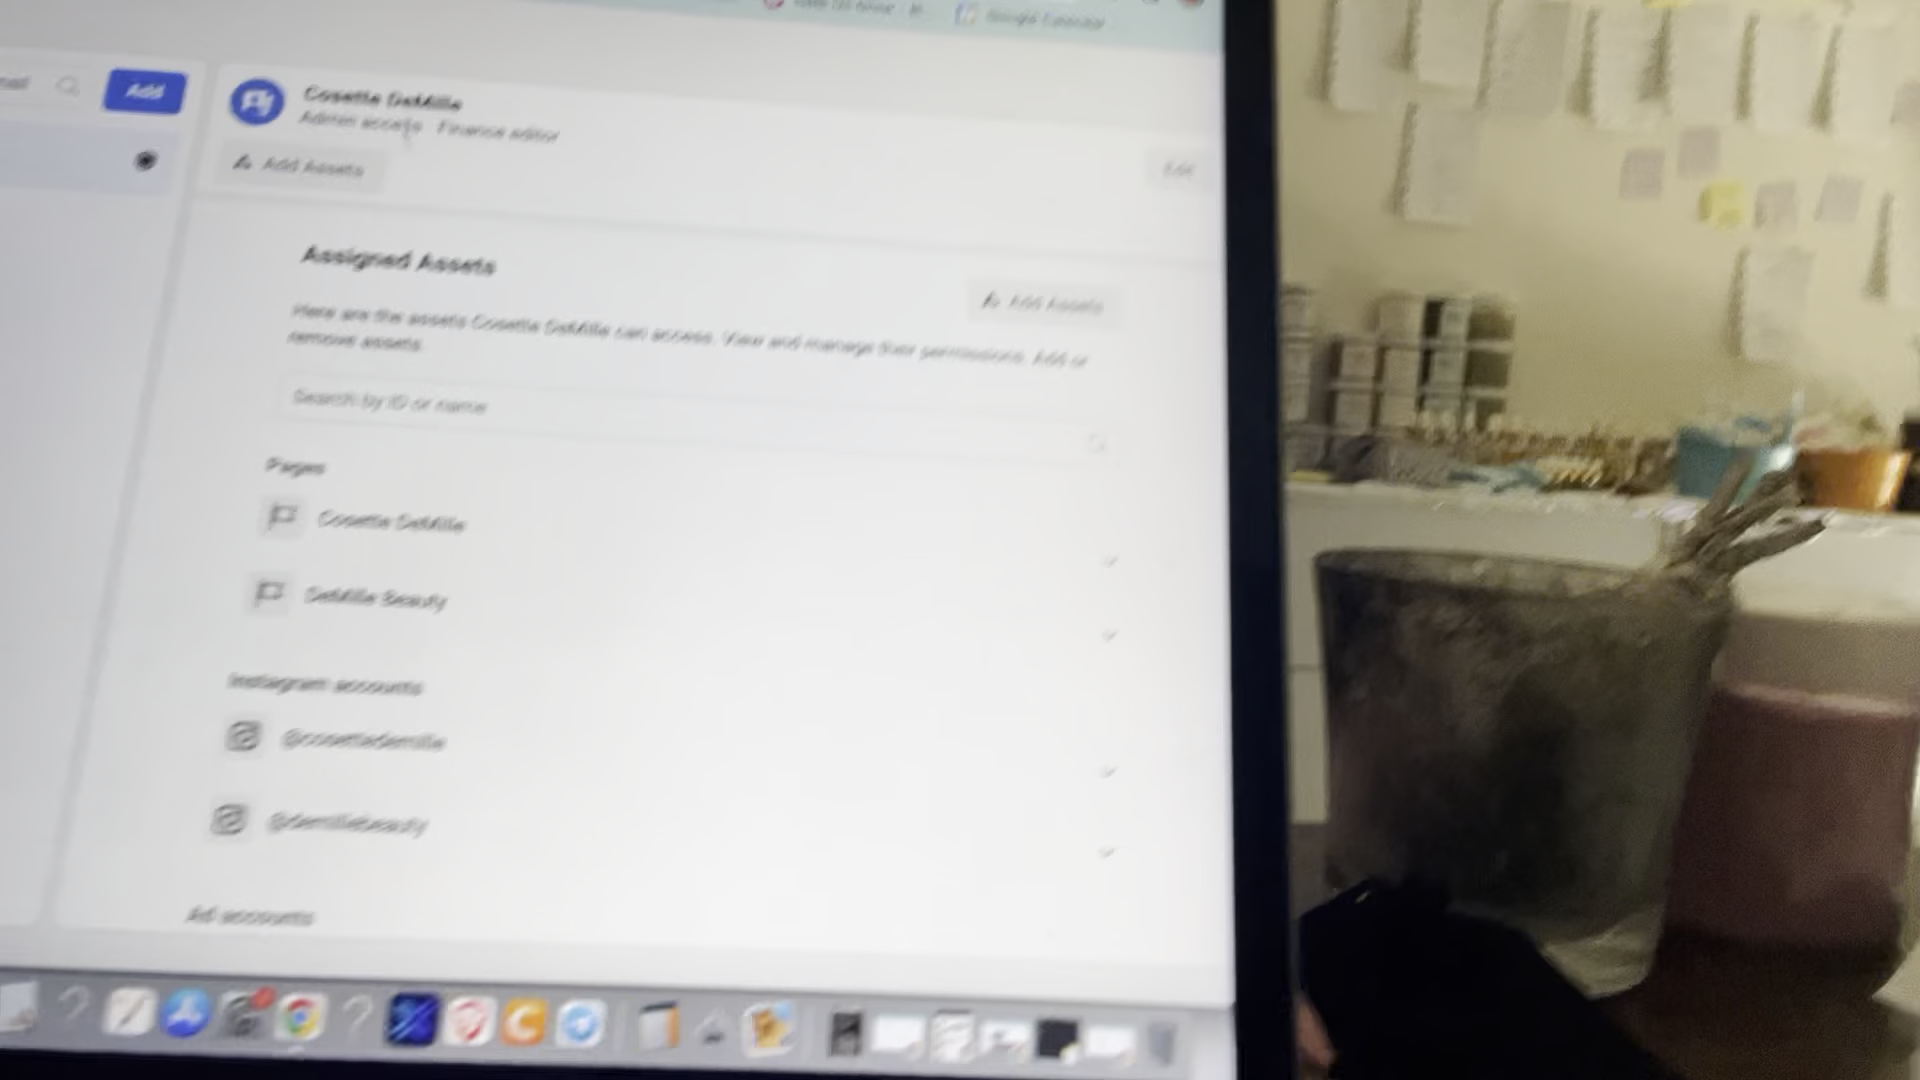 Add
Cosette DeMille
Admin access · Finance editor
Add Assets
Edit
Assigned Assets
Add Assets
Here are the assets Cosette DeMille can access. View and manage their permissions. Add or
remove assets.
Search by ID or name
Pages
Cosette DeMille
DeMille Beauty
Instagram accounts
@cosettedemille
@demillebeauty
Ad accounts